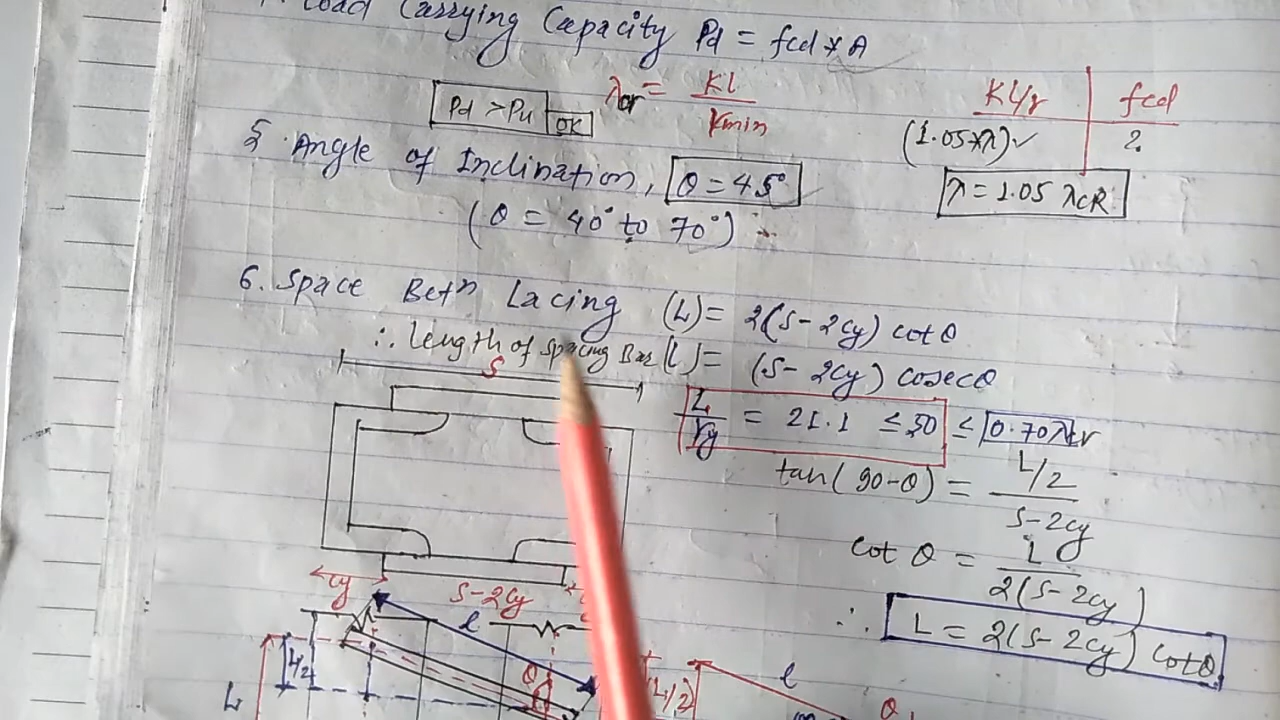 Load Carrying Capacity Pd = fcd * A
Pd > Pu OK
λcr = KL / rmin
KL/r | fcd
(1.05*λ) | ?
λ = 1.05 λCR
5. Angle of Inclination, θ = 45°
(θ = 40° to 70°)
6. Space Betn Lacing (L) = 2(S-2Cy) cot θ
∴ length of spacing Bar (l) = (S-2Cy) cosecθ
S
L/ry = 21.1 ≤ 50 ≤ 0.70λcr
tan(90-θ) = L/2 / S-2Cy
cot θ = L / 2(S-2Cy)
∴ L = 2(S-2Cy) cotθ
Cy S-2Cy
l
L/2
θ
L
(L/2)
l
θ